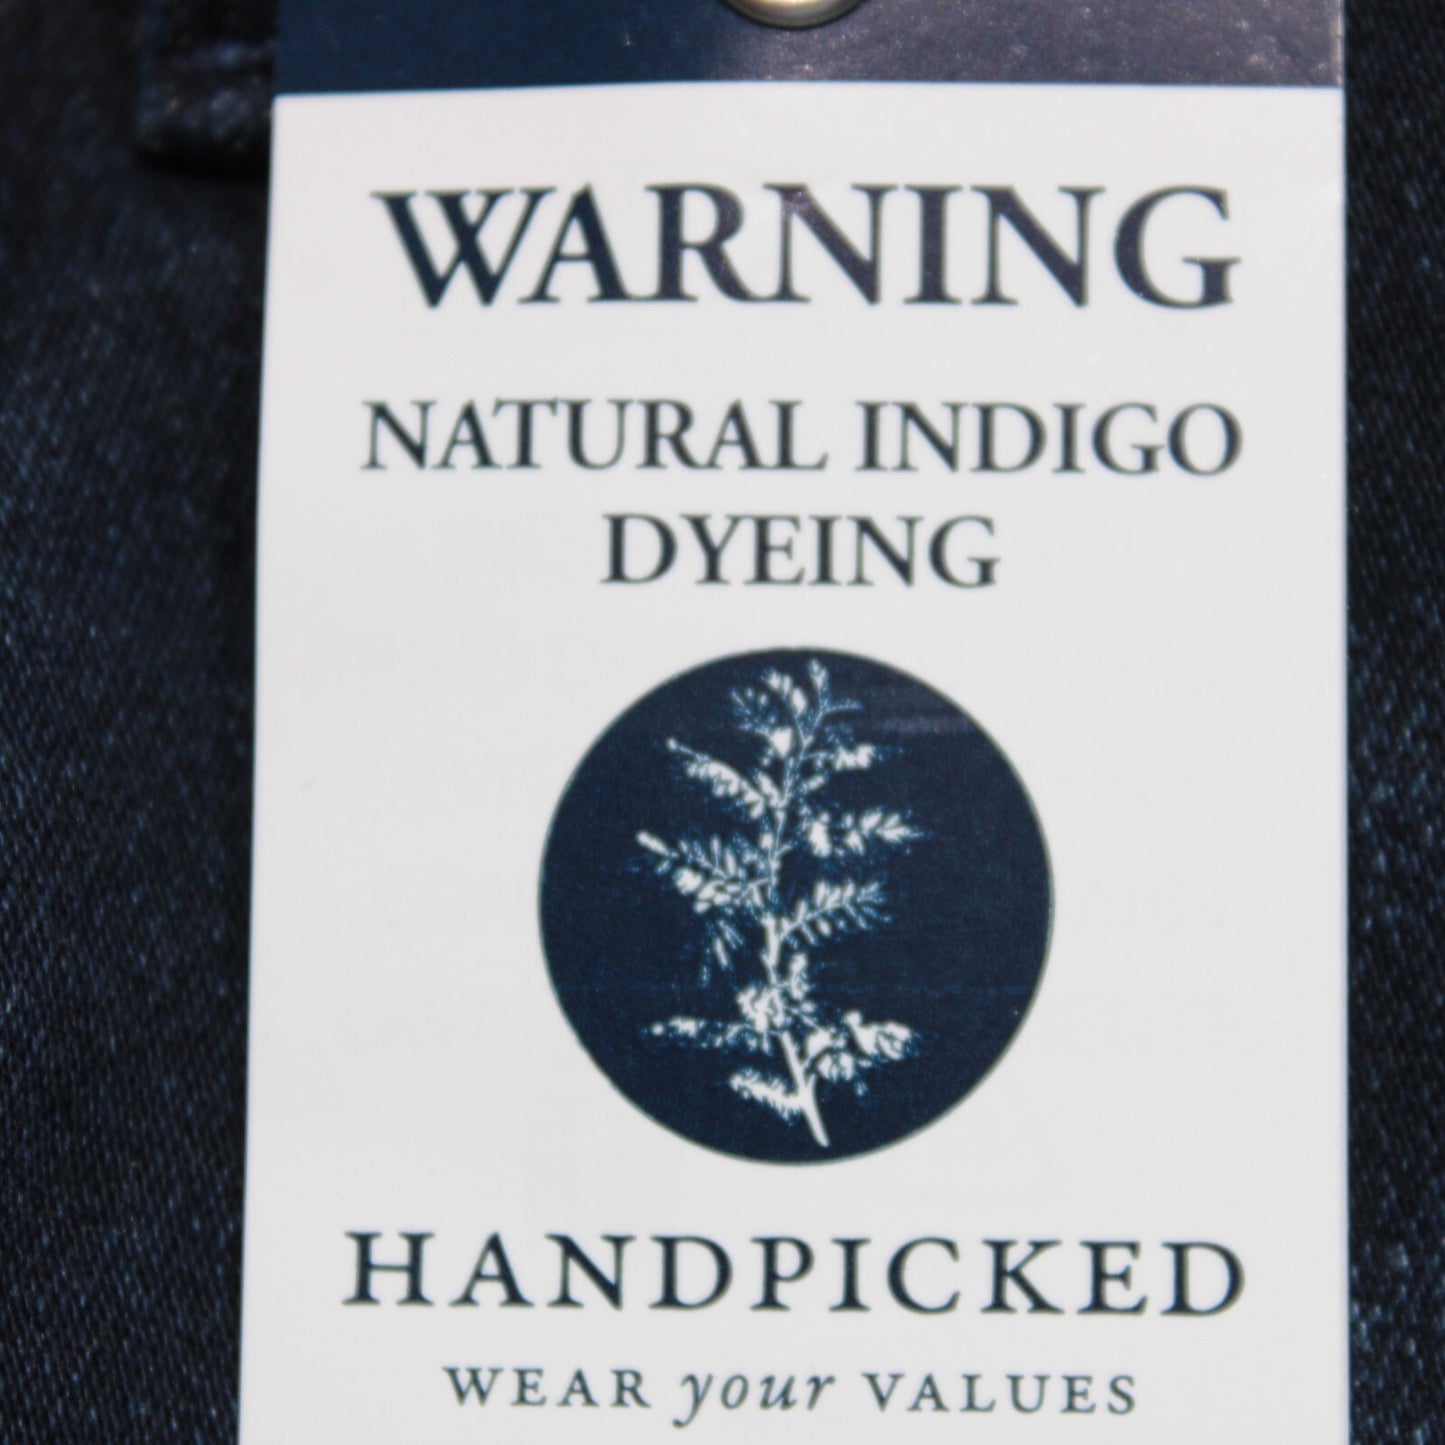 WARNING
NATURAL INDIGO
DYEING
HANDPICKED
WEAR your VALUES